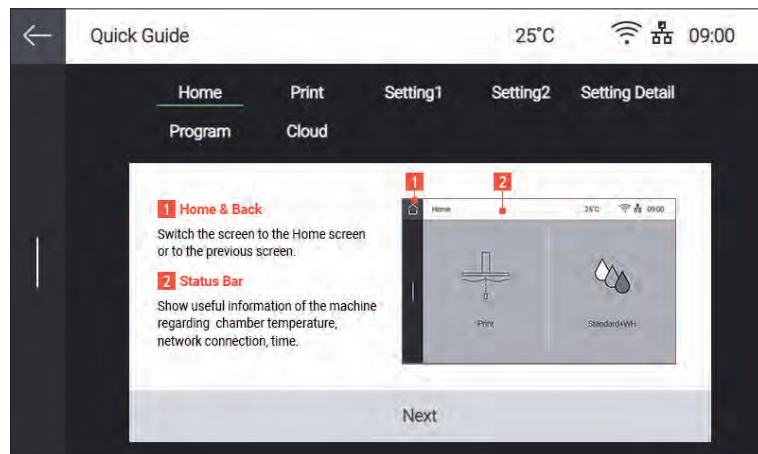 Quick Guide 25°C 09:00
Home Print Setting1 Setting2 Setting Detail
Program Cloud
1 2
1 Home & Back
Switch the screen to the Home screen
or to the previous screen.
2 Status Bar
Show useful information of the machine
regarding chamber temperature,
network connection, time.
Home 25°C 09:00
Print Standard+WH
Next